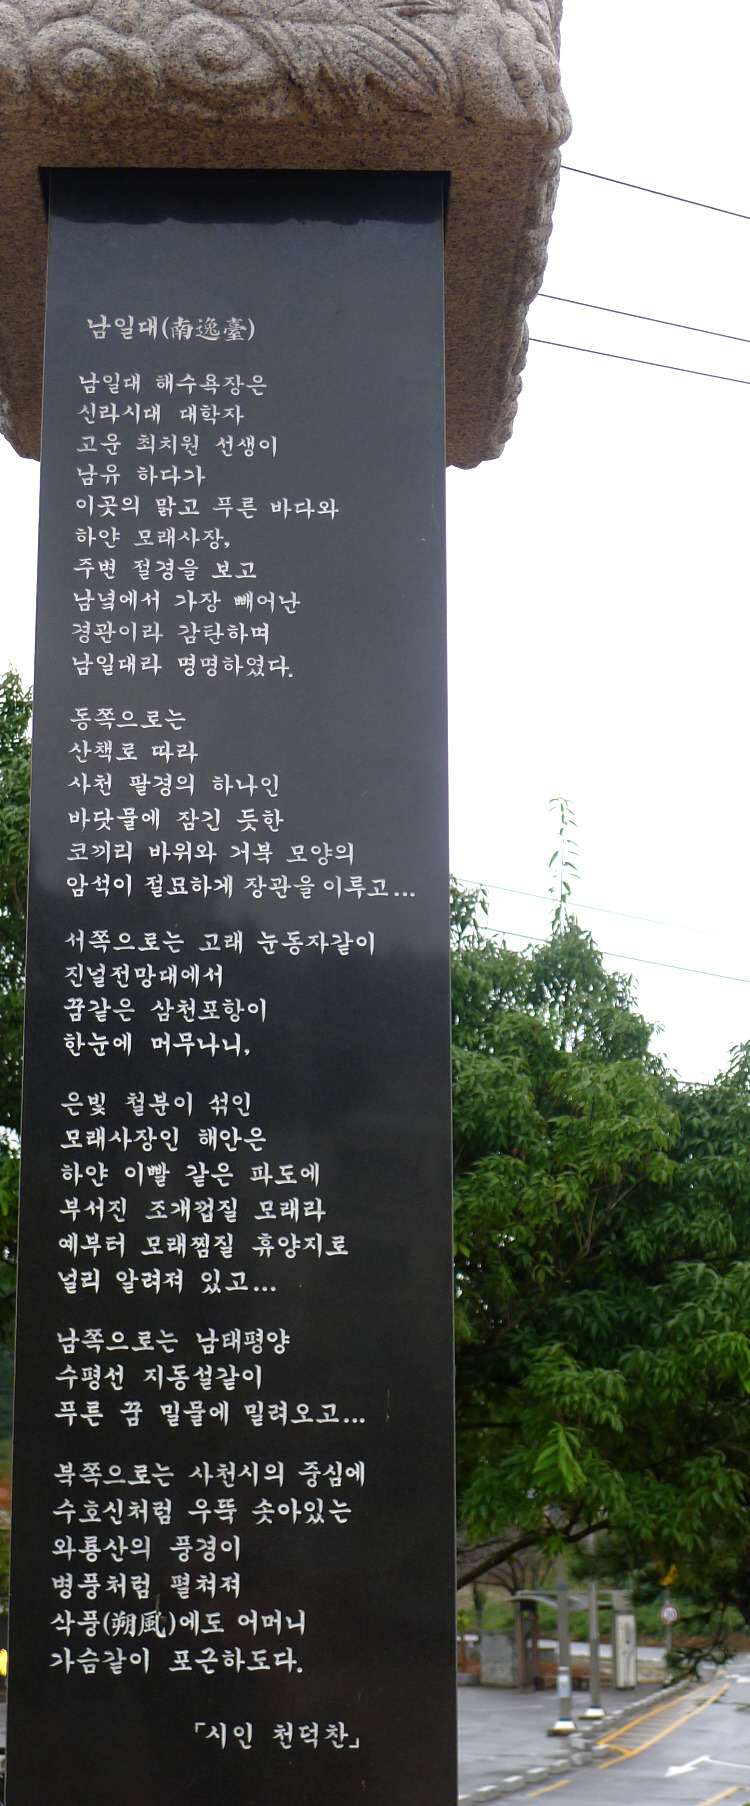 남일대(南逸臺)
남일대 해수욕장은
신라시대 대학자
고운 최치원 선생이
남유 하다가
이곳의 맑고 푸른 바다와
하얀 모래사장,
주변 절경을 보고
남녘에서 가장 빼어난
경관이라 감탄하며
남일대라 명명하였다.
동쪽으로는
산책로 따라
사천 팔경의 하나인
바닷물에 잠긴 듯한
코끼리 바위와 거북 모양의
암석이 절묘하게 장관을 이루고...
서쪽으로는 고래 눈동자같이
진널전망대에서
꿈같은 삼천포항이
한눈에 머무나니,
은빛 철분이 섞인
모래사장인 해안은
하얀 이빨 같은 파도에
부서진 조개껍질 모래라
예부터 모래찜질 휴양지로
널리 알려져 있고...
남쪽으로는 남태평양
수평선 지동설같이
푸른 꿈 밀물에 밀려오고...
북쪽으로는 사천시의 중심에
수호신처럼 우뚝 솟아있는
와룡산의 풍경이
병풍처럼 펼쳐져
삭풍(朔風)에도 어머니
가슴같이 포근하도다.
「시인 천덕찬」